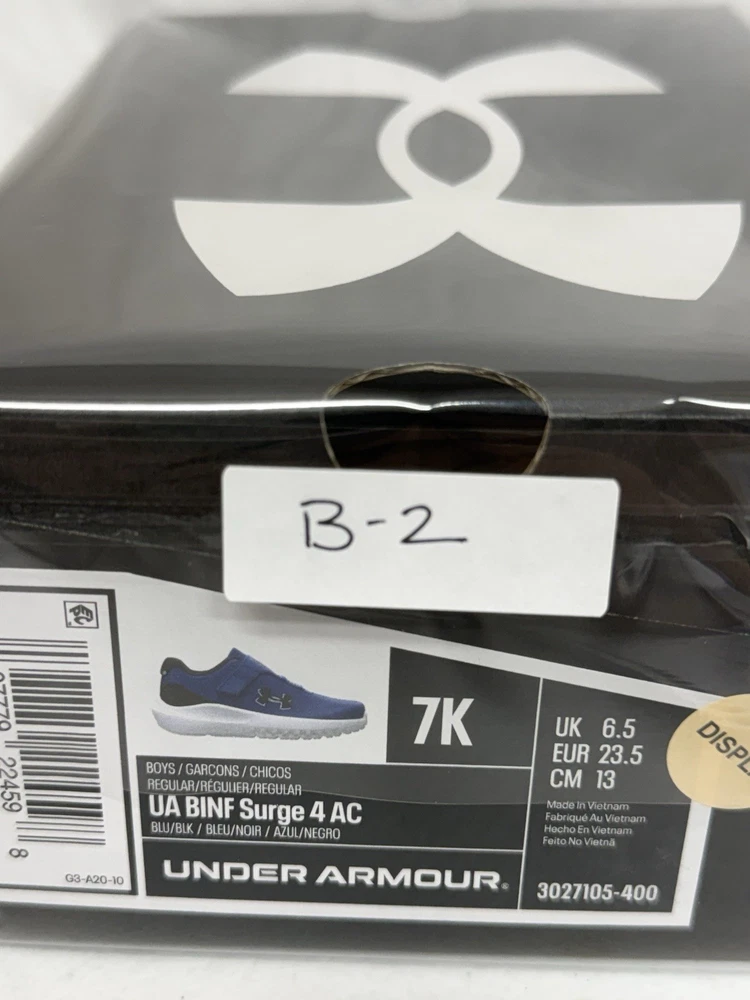 B-2
7K
UK 6.5
EUR 23.5
CM 13
Made In Vietnam
Fabriqué Au Vietnam
Hecho En Vietnam
Feito No Vietnã
BOYS / GARCONS / CHICOS
REGULAR/RÉGULIER/REGULAR
UA BINF Surge 4 AC
BLU/BLK / BLEU/NOIR / AZUL/NEGRO
UNDER ARMOUR®
3027105-400
22459
8
G3-A20-10